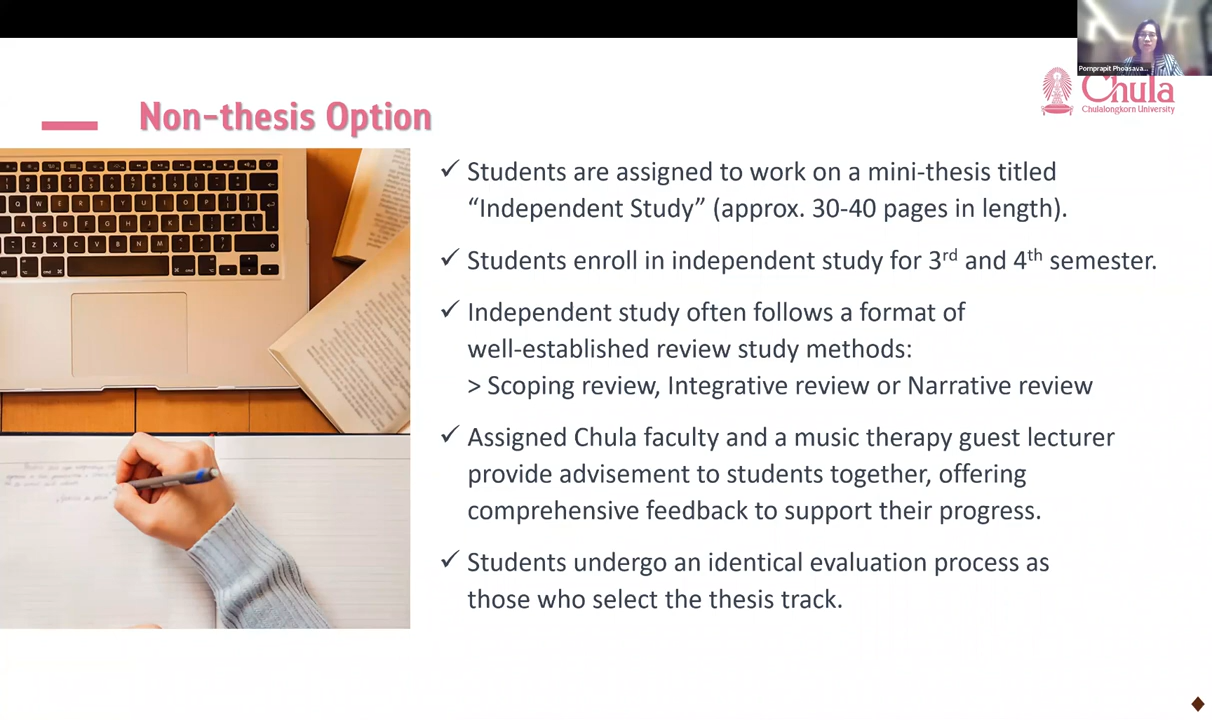 Pornprapit Phoasava...
Chula
Chulalongkorn University
Non-thesis Option
✓ Students are assigned to work on a mini-thesis titled
“Independent Study” (approx. 30-40 pages in length).
✓ Students enroll in independent study for 3rd and 4th semester.
✓ Independent study often follows a format of
well-established review study methods:
> Scoping review, Integrative review or Narrative review
✓ Assigned Chula faculty and a music therapy guest lecturer
provide advisement to students together, offering
comprehensive feedback to support their progress.
✓ Students undergo an identical evaluation process as
those who select the thesis track.